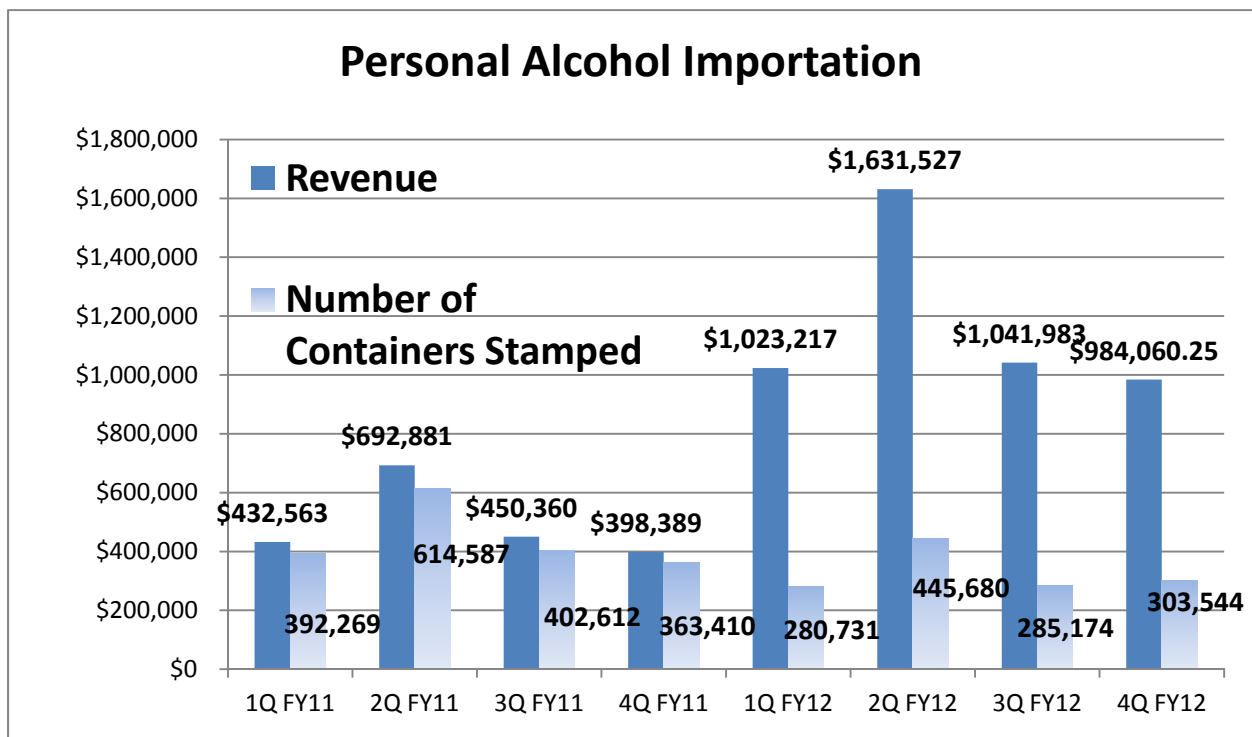 Personal Alcohol Importation
$1,800,000
$1,600,000
$1,400,000
$1,200,000
$1,000,000
$800,000
$600,000
$400,000
$200,000
$0
Revenue
Number of
Containers Stamped
$432,563
$692,881
$450,360
$398,389
$1,023,217
$1,631,527
$1,041,983
$984,060.25
392,269
614,587
402,612
363,410
280,731
445,680
285,174
303,544
1Q FY11
2Q FY11
3Q FY11
4Q FY11
1Q FY12
2Q FY12
3Q FY12
4Q FY12